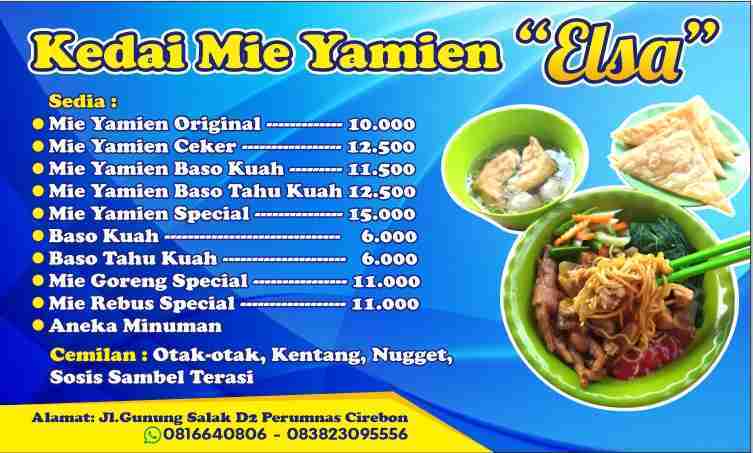 Kedai Mie Yamien “Elsa”
Sedia :
Mie Yamien Original ------------- 10.000
Mie Yamien Ceker ----------------- 12.500
Mie Yamien Baso Kuah --------- 11.500
Mie Yamien Baso Tahu Kuah 12.500
Mie Yamien Special --------------- 15.000
Baso Kuah ------------------------------ 6.000
Baso Tahu Kuah --------------------- 6.000
Mie Goreng Special ---------------- 11.000
Mie Rebus Special ------------------ 11.000
Aneka Minuman
Cemilan : Otak-otak, Kentang, Nugget,
Sosis Sambel Terasi
Alamat: Jl.Gunung Salak D2 Perumnas Cirebon
0816640806 - 083823095556